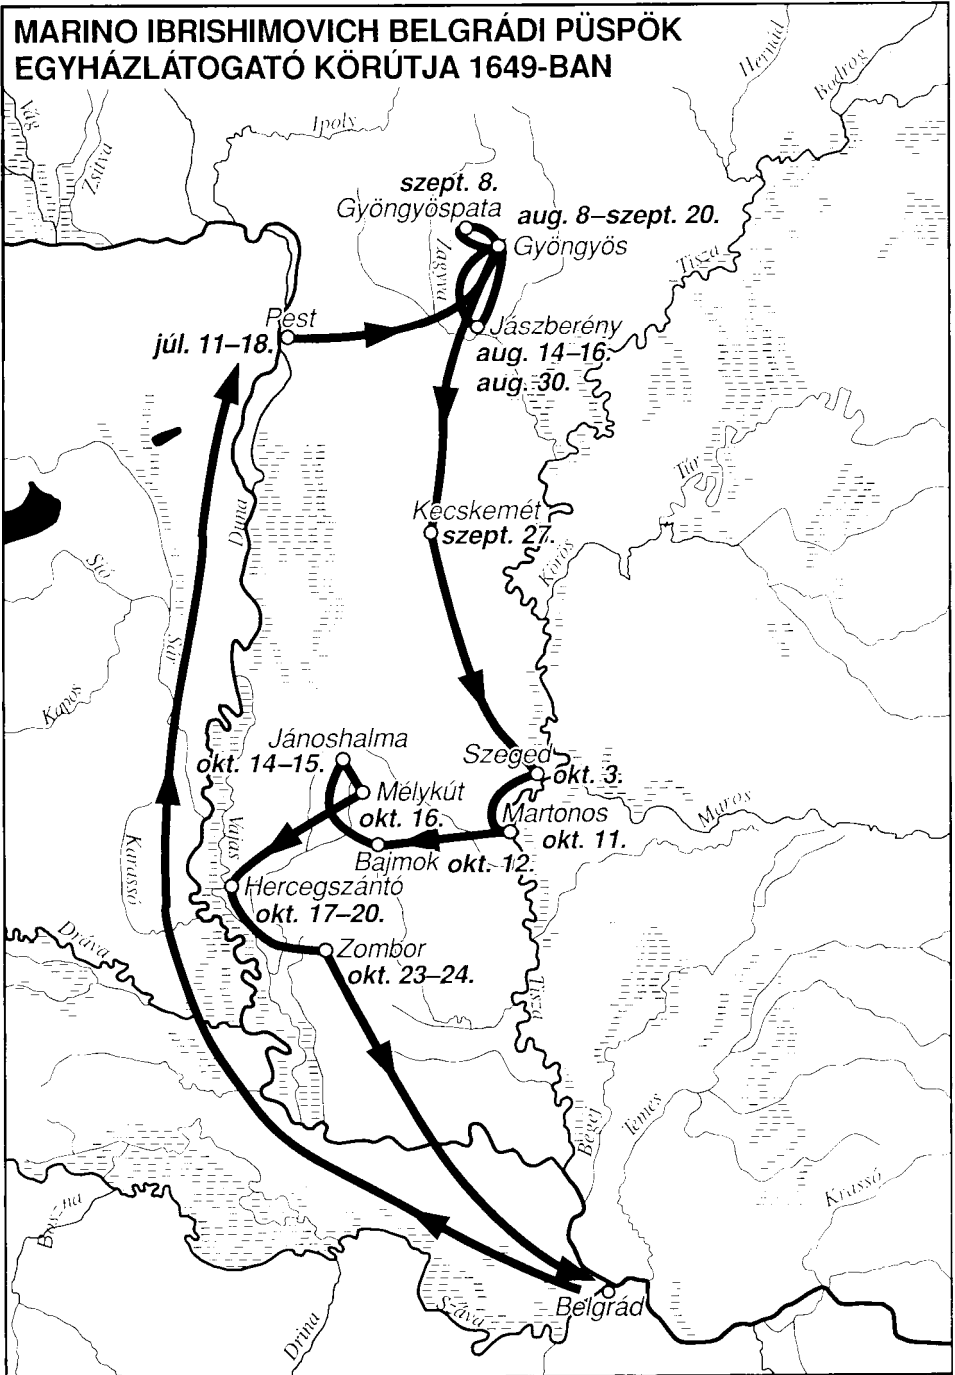 MARINO IBRISHIMOVICH BELGRÁDI PÜSPÖK
EGYHÁZLÁTOGATÓ KÖRÚTJA 1649-BAN
Hernád
Bodrog
Vág
Zsitva
Ipoly
szept. 8.
Gyöngyöspata
aug. 8–szept. 20.
Gyöngyös
Zagyva
Tisza
Pest
júl. 11–18.
Jászberény
aug. 14–16.
aug. 30.
Túr
Duna
Kecskemét
szept. 27.
Körös
Sió
Sár
Kapos
Jánoshalma
okt. 14–15.
Szeged
okt. 3.
Mélykút
okt. 16.
Maros
Martonos
okt. 11.
Vajas
Karassó
Bajmok okt. 12.
Hercegszántó
okt. 17–20.
Dráva
Zombor
okt. 23–24.
Tisza
Temes
Bégej
Krassó
Belgrád
Száva
Drina